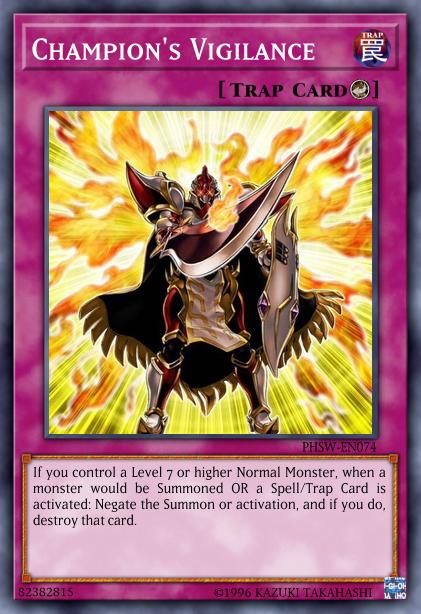 CHAMPION'S VIGILANCE
TRAP
罠
[TRAP CARD]
PHSW-EN074
If you control a Level 7 or higher Normal Monster, when a
monster would be Summoned OR a Spell/Trap Card is
activated: Negate the Summon or activation, and if you do,
destroy that card.
82382815
©1996 KAZUKI TAKAHASHI